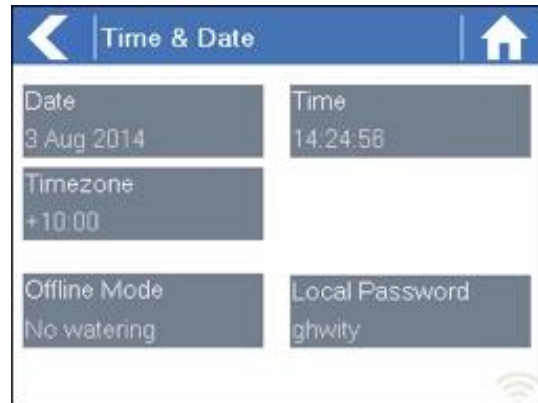 Time & Date
Date
3 Aug 2014
Time
14:24:56
Timezone
+10:00
Offline Mode
No watering
Local Password
ghwity